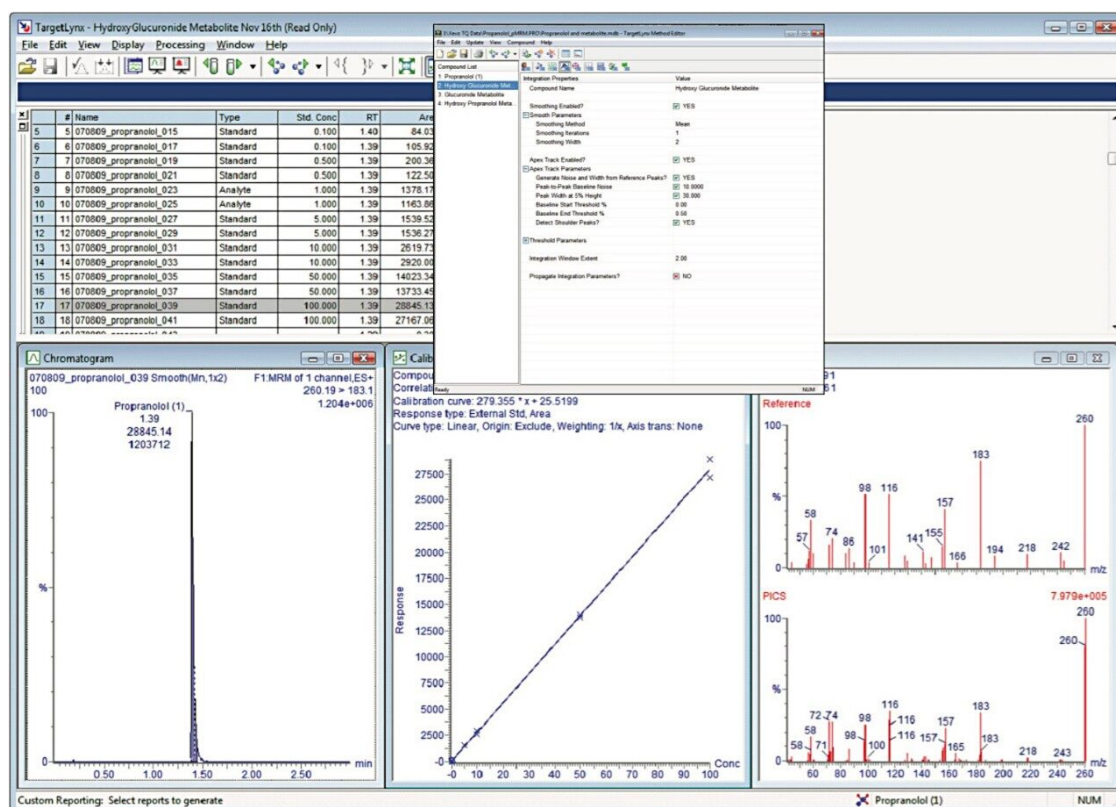 TargetLynx - HydroxyGlucuronide Metabolite Nov 16th (Read Only)
File Edit View Display Processing Window Help
# Name Type Std. Conc RT Area
5 5 070809_propranolol_015 Standard 0.100 1.40 84.03
6 6 070809_propranolol_017 Standard 0.100 1.39 105.92
7 7 070809_propranolol_019 Standard 0.500 1.39 200.36
8 8 070809_propranolol_021 Standard 0.500 1.39 122.50
9 9 070809_propranolol_023 Analyte 1.000 1.39 1378.17
10 10 070809_propranolol_025 Analyte 1.000 1.39 1163.86
11 11 070809_propranolol_027 Standard 5.000 1.39 1539.52
12 12 070809_propranolol_029 Standard 5.000 1.39 1536.27
13 13 070809_propranolol_031 Standard 10.000 1.39 2619.73
14 14 070809_propranolol_033 Standard 10.000 1.39 2920.00
15 15 070809_propranolol_035 Standard 50.000 1.39 14023.34
16 16 070809_propranolol_037 Standard 50.000 1.39 13733.45
17 17 070809_propranolol_039 Standard 100.000 1.39 28845.13
18 18 070809_propranolol_041 Standard 100.000 1.39 27167.06
TargetLynx Method Editor
File Edit Update View Compound Help
Compound List
1 Propranolol (1)
2 Hydroxy Glucuronide Met...
3 Glucuronide Metabolite
4 Hydroxy Propranolol Meta...
Integration Properties Value
Compound Name Hydroxy Glucuronide Metabolite
Smoothing Enabled? YES
Smooth Parameters
Smoothing Method Mean
Smoothing Iterations 1
Smoothing Width 2
Apex Track Enabled? YES
Apex Track Parameters
Generate Noise and Width from Reference Peaks? YES
Peak-to-Peak Baseline Noise 10.0000
Peak Width at 5% Height 30.000
Baseline Start Threshold % 0.00
Baseline End Threshold % 0.50
Detect Shoulder Peaks? YES
Threshold Parameters
Integration Window Extent 2.00
Propagate Integration Parameters? NO
Ready NUM
Chromatogram
070809_propranolol_039 Smooth(Mn,1x2) F1:MRM of 1 channel,ES+
100 260.19 > 183.1
1.204e+006
100
Propranolol (1)
1.39
28845.14
1203712
%
0
0.50 1.00 1.50 2.00 2.50 min
Calib
Compou
Correlatio
Calibration curve: 279.355 * x + 25.5199
Response type: External Std, Area
Curve type: Linear, Origin: Exclude, Weighting: 1/x, Axis trans: None
Response
27500
25000
22500
20000
17500
15000
12500
10000
7500
5000
2500
0
-0 10 20 30 40 50 60 70 80 90 100 Conc
Reference
260
100
183
98 116
157
58
74
57 86 101 141 155 166 194 218 242
%
0
m/z
PICS 7.979e+005
260
100
260
%
116 183
72 74 98 116 157
58 98 116 157 183
58 71 100 165 218 243
0
60 80 100 120 140 160 180 200 220 240 260 m/z
Custom Reporting: Select reports to generate Propranolol (1) NUM